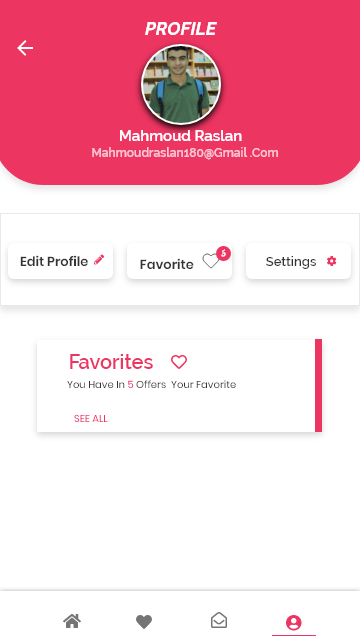 PROFILE
Mahmoud Raslan
Mahmoudraslan180@Gmail .Com
Edit Profile
Favorite
5
Settings
Favorites
You Have In 5 Offers Your Favorite
SEE ALL